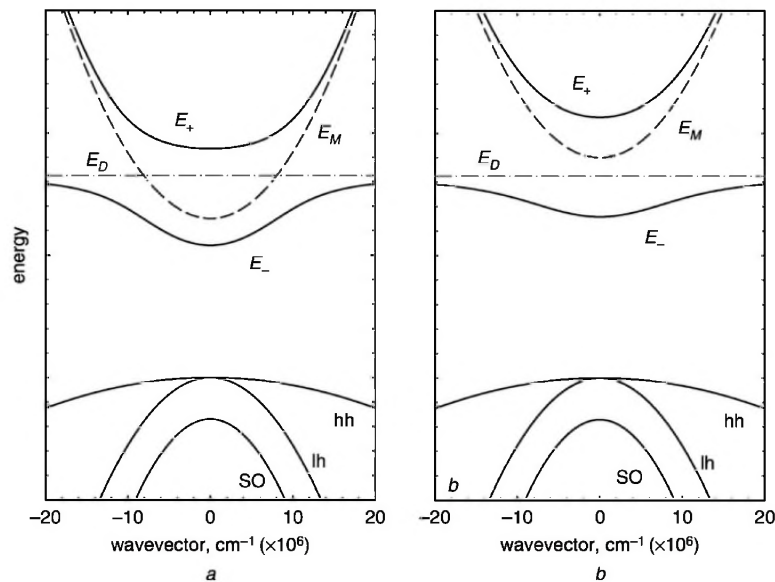 E+
EM
ED
E−
hh
lh
SO
energy
−20 −10 0 10 20
wavevector, cm−1 (×106)
a
E+
EM
ED
E−
hh
lh
SO
b
−20 −10 0 10 20
wavevector, cm−1 (×106)
b